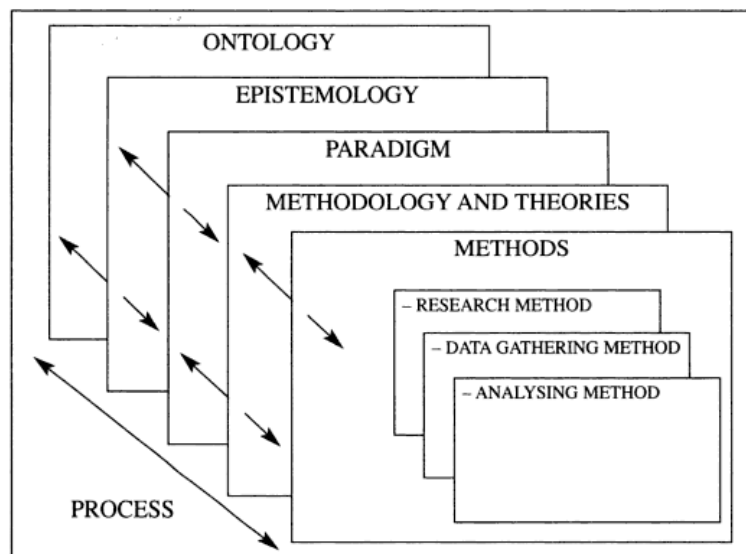 ONTOLOGY
EPISTEMOLOGY
PARADIGM
METHODOLOGY AND THEORIES
METHODS
– RESEARCH METHOD
– DATA GATHERING METHOD
– ANALYSING METHOD
PROCESS